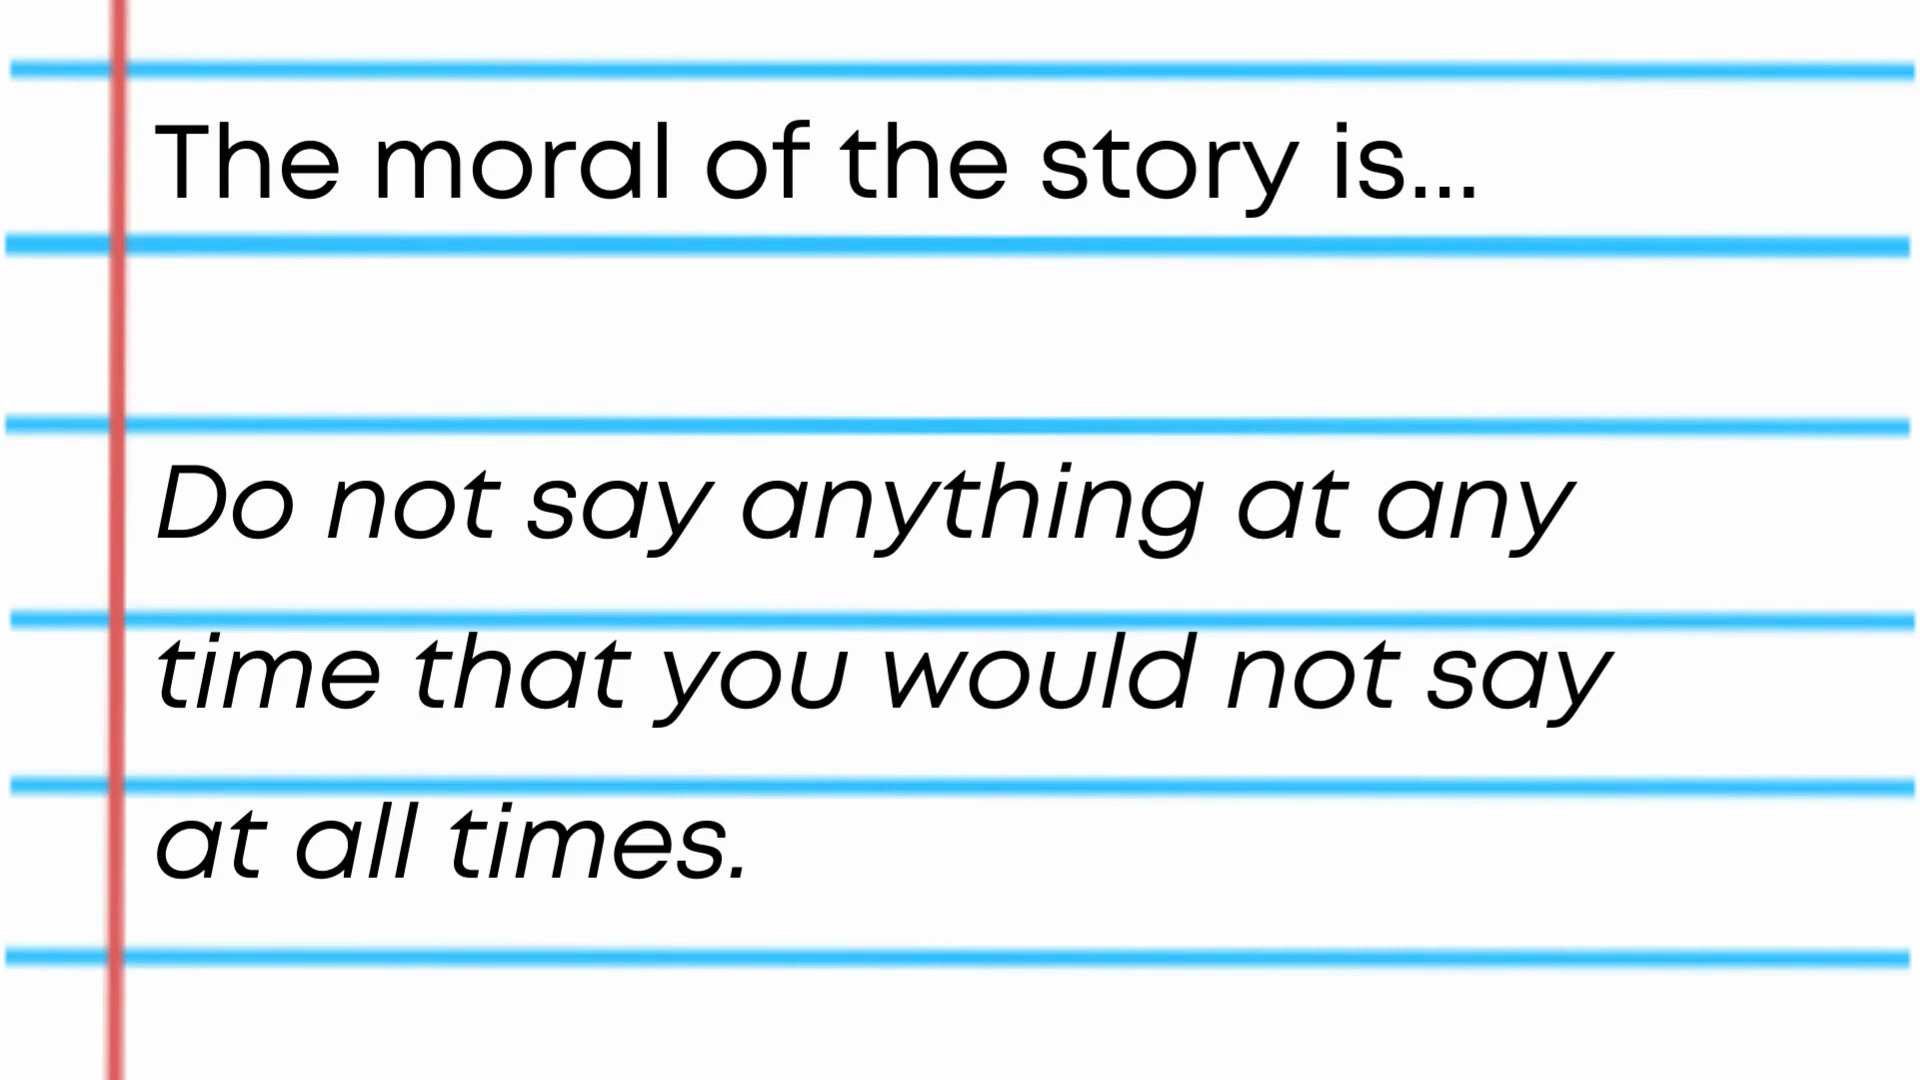 The moral of the story is...
Do not say anything at any
time that you would not say
at all times.